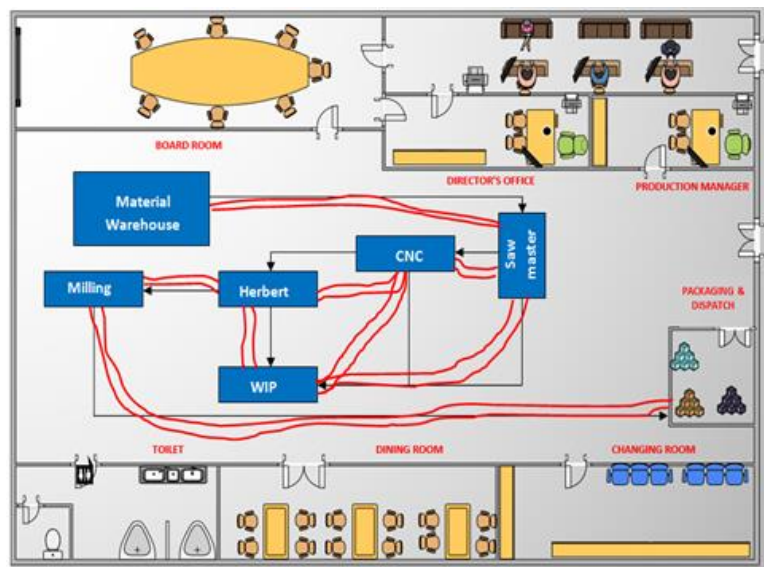 BOARD ROOM
DIRECTOR'S OFFICE
PRODUCTION MANAGER
Material
Warehouse
Saw
master
CNC
Milling
Herbert
PACKAGING &
DISPATCH
WIP
TOILET
DINING ROOM
CHANGING ROOM